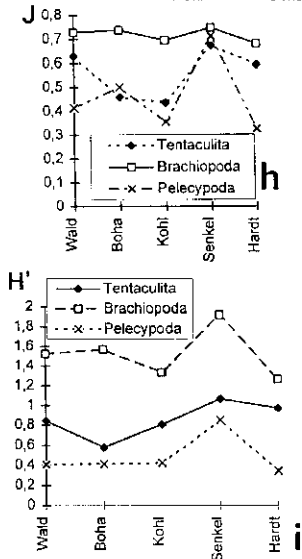 J
0,8
0,7
0,6
0,5
0,4
0,3
0,2
0,1
0
Tentaculita
Brachiopoda
Pelecypoda
h
Wald
Boha
Kohl
Senkel
Hardt
H'
Tentaculita
Brachiopoda
Pelecypoda
2
1,8
1,6
1,4
1,2
1
0,8
0,6
0,4
0,2
0
Wald
Boha
Kohl
Senkel
Hardt
i